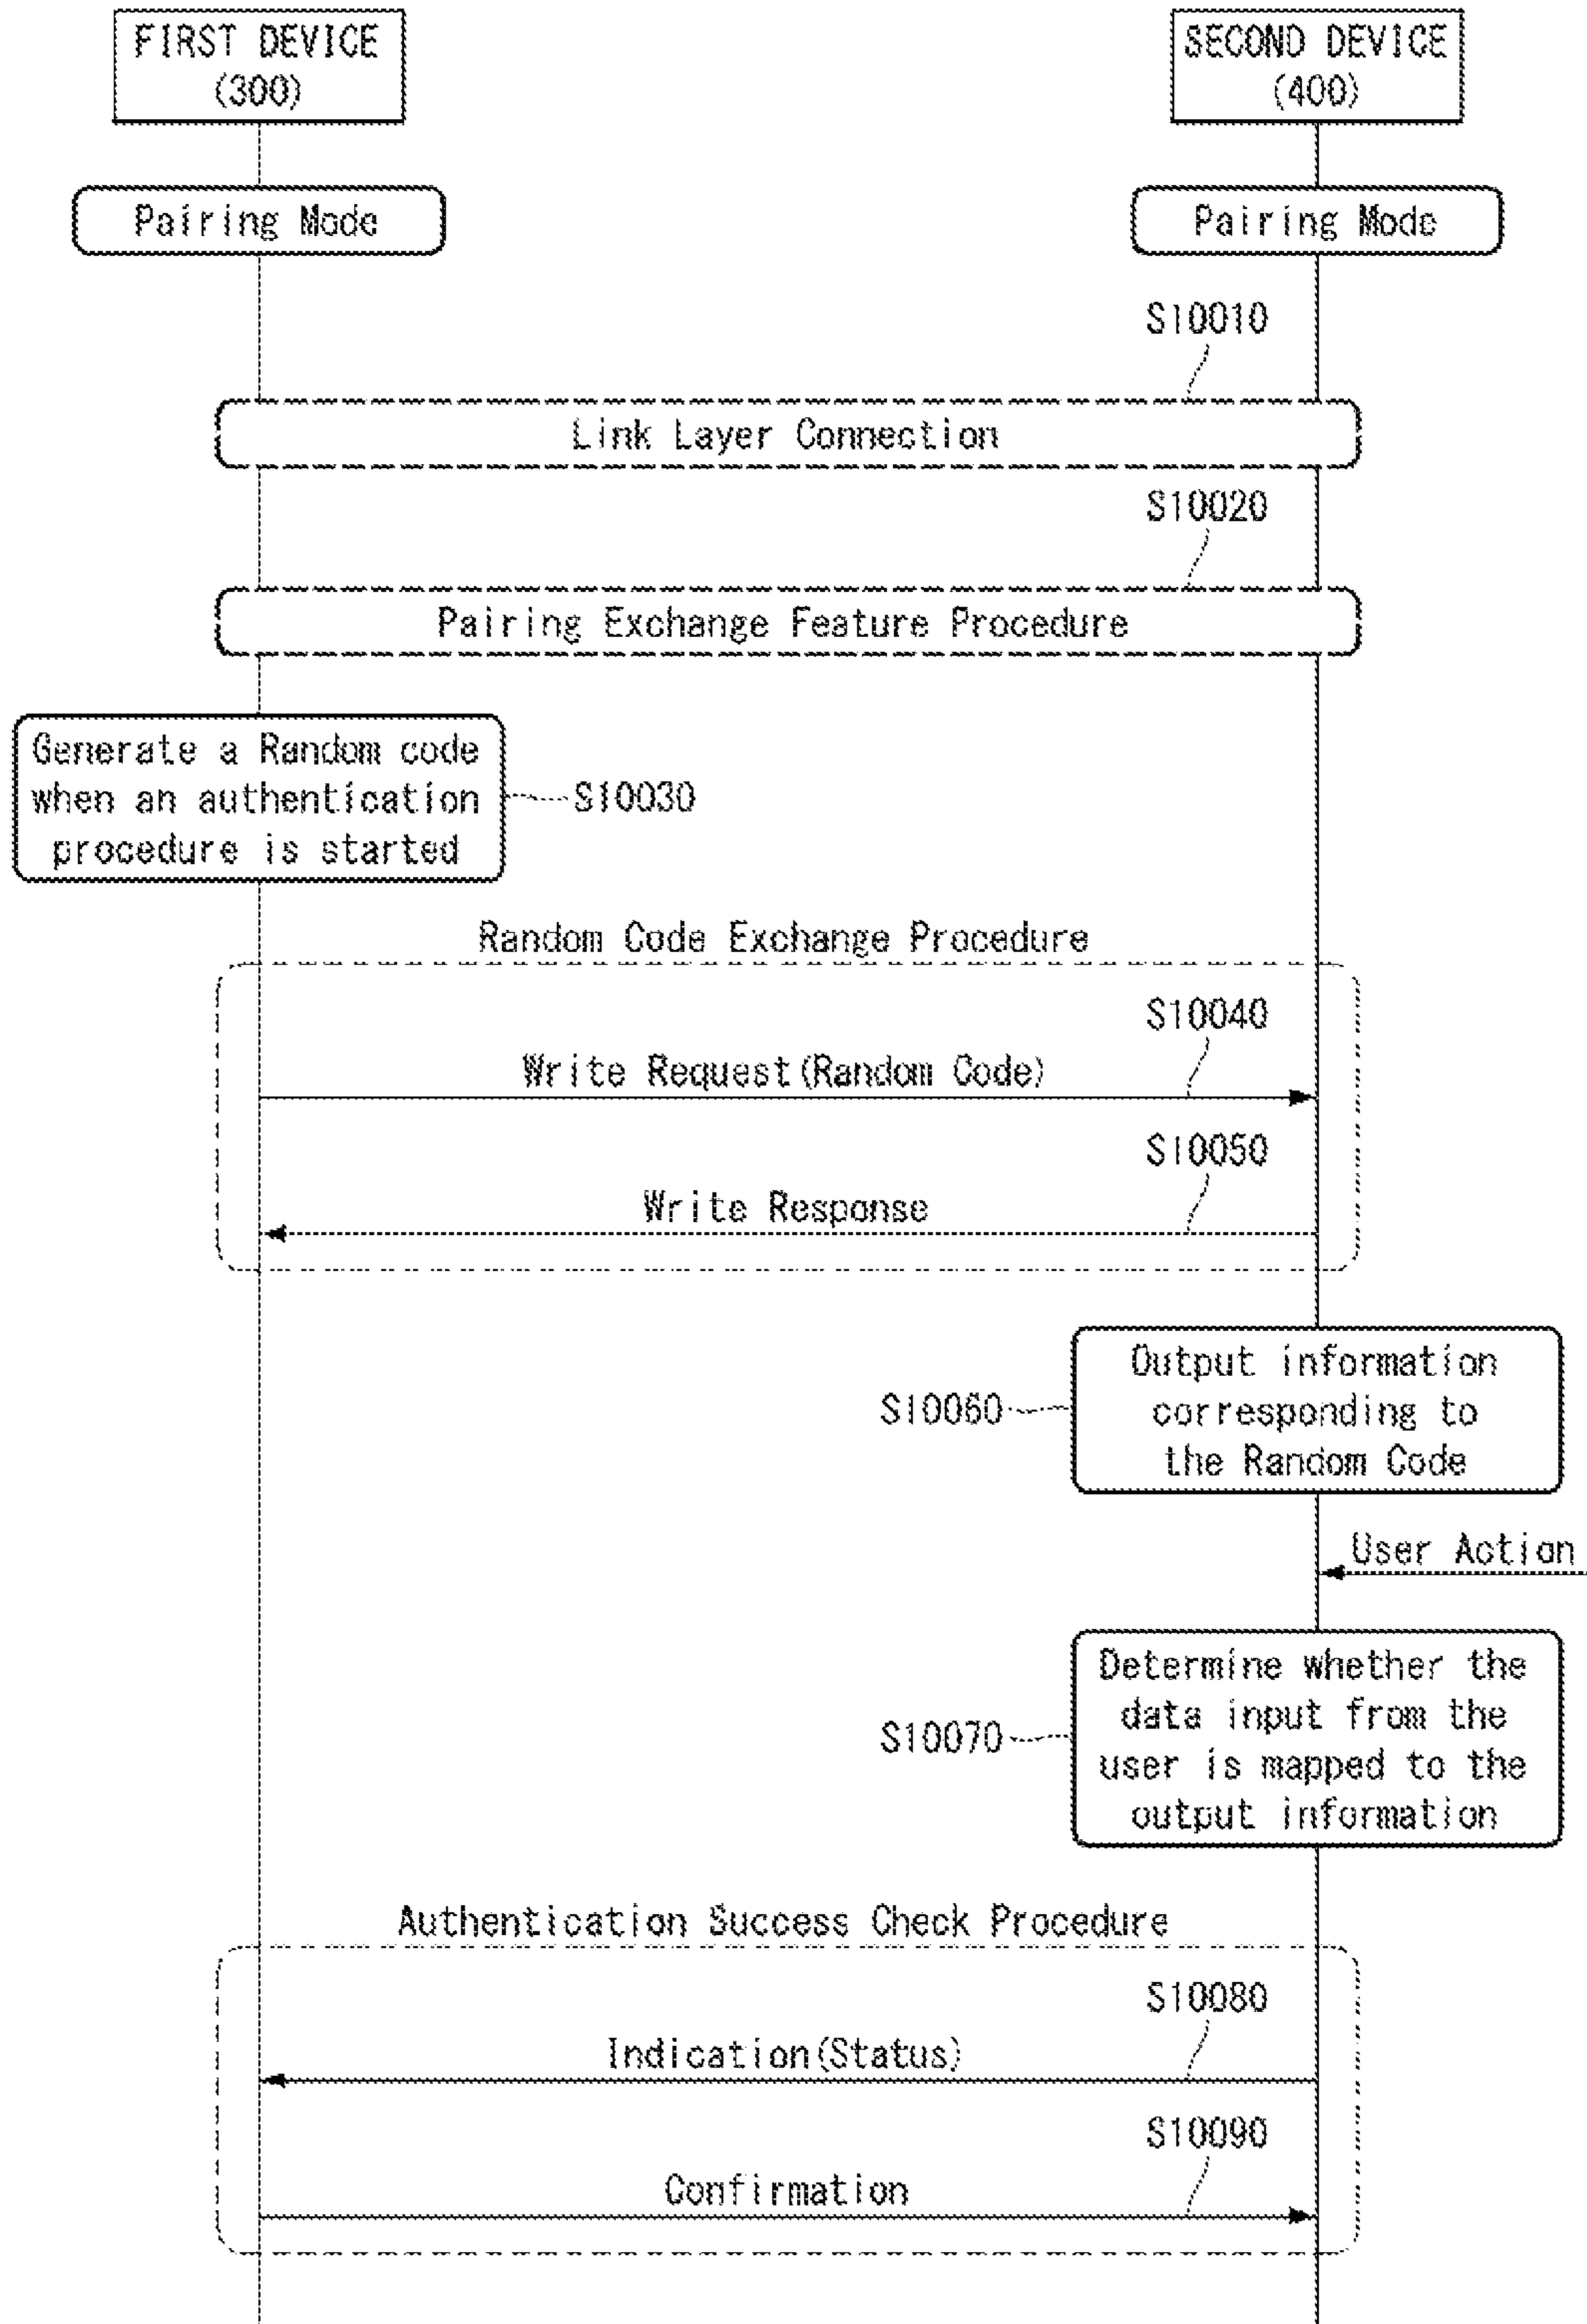 FIRST DEVICE
(300)
SECOND DEVICE
(400)
Pairing Mode
Pairing Mode
S10010
Link Layer Connection
S10020
Pairing Exchange Feature Procedure
Generate a Random code
when an authentication
procedure is started
S10030
Random Code Exchange Procedure
S10040
Write Request(Random Code)
S10050
Write Response
Output information
corresponding to
the Random Code
S10060
User Action
Determine whether the
data input from the
user is mapped to the
output information
S10070
Authentication Success Check Procedure
S10080
Indication(Status)
S10090
Confirmation